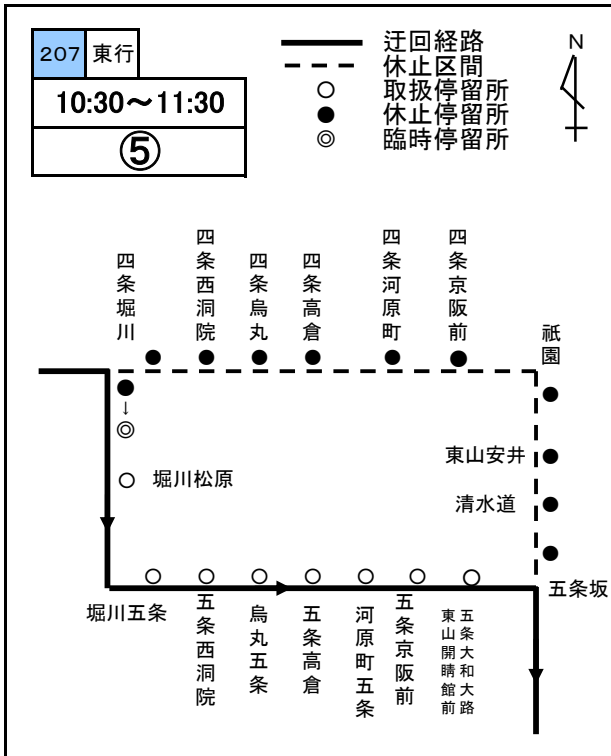 207 東行
10:30～11:30
⑤
迂回経路
休止区間
○ 取扱停留所
● 休止停留所
◎ 臨時停留所
N
四条堀川
四条西洞院
四条烏丸
四条高倉
四条河原町
四条京阪前
祇園
↓
◎
堀川松原
東山安井
清水道
五条坂
堀川五条
五条西洞院
烏丸五条
五条高倉
河原町五条
五条京阪前
五条大和大路
東山開睛館前